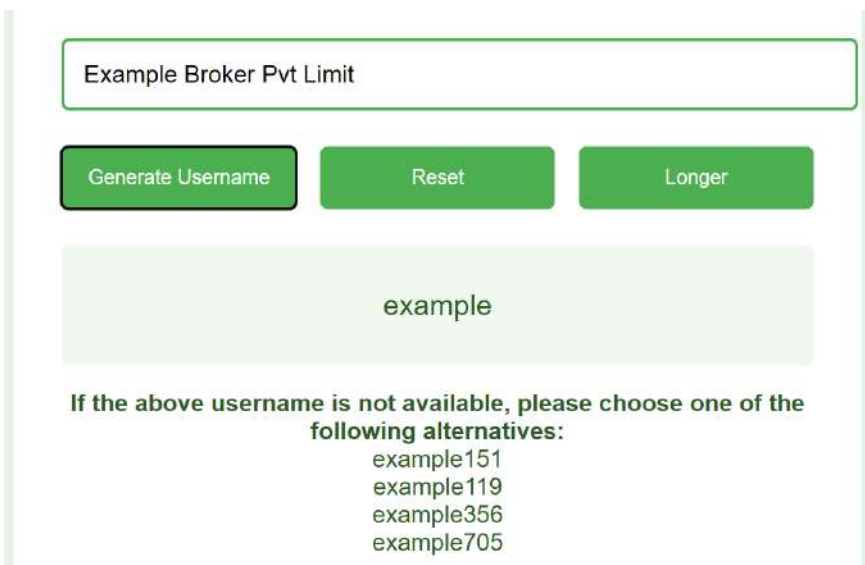 Example Broker Pvt Limit
Generate Username Reset Longer
example
If the above username is not available, please choose one of the
following alternatives:
example151
example119
example356
example705